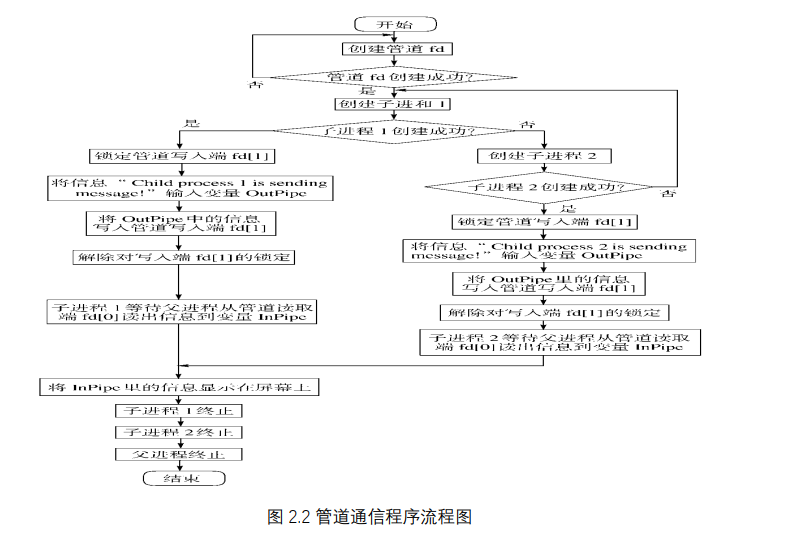 开始
创建管道 fd
管道 fd 创建成功?
否
是
创建子进和 1
子进程 1 创建成功?
是
否
锁定管道写入端 fd[1]
将信息 “ Child process 1 is sending
message!” 输入变量 OutPipe
将 OutPipe 中的信息
写入管道写入端 fd[1]
解除对写入端 fd[1]的锁定
子进程 1 等待父进程从管道读取
端 fd[0]读出信息到变量 InPipe
创建子进程 2
子进程 2 创建成功?
否
是
锁定管道写入端 fd[1]
将信息 “ Child process 2 is sending
message!” 输入变量 OutPipe
将 OutPipe 里的信息
写入管道写入端 fd[1]
解除对写入端 fd[1]的锁定
子进程 2 等待父进程从管道读取
端 fd[0]读出信息到变量 InPipe
将 InPipe 里的信息显示在屏幕上
子进程 1 终止
子进程 2 终止
父进程终止
结束
图 2.2 管道通信程序流程图